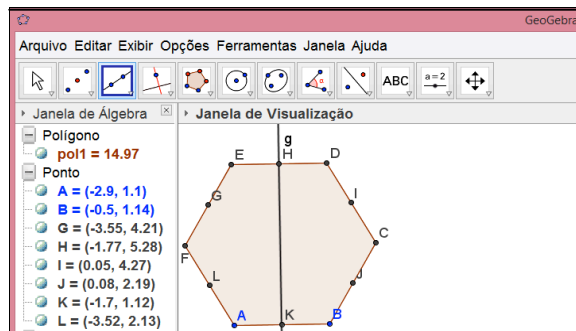 GeoGebra
Arquivo Editar Exibir Opções Ferramentas Janela Ajuda
ABC
a=2
Janela de Álgebra
Janela de Visualização
Polígono
pol1 = 14.97
Ponto
A = (-2.9, 1.1)
B = (-0.5, 1.14)
G = (-3.55, 4.21)
H = (-1.77, 5.28)
I = (0.05, 4.27)
J = (0.08, 2.19)
K = (-1.7, 1.12)
L = (-3.52, 2.13)
g
E
H
D
G
I
F
C
L
J
A
K
B